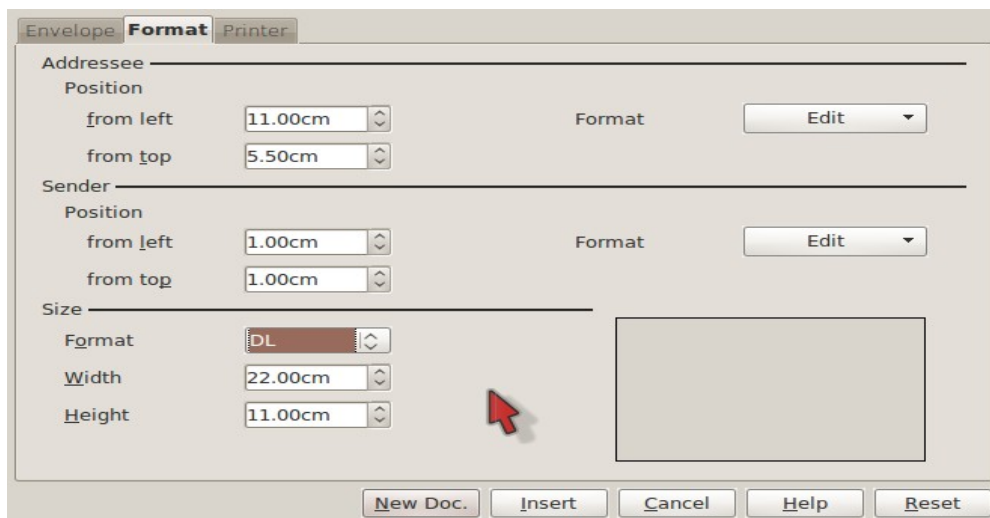 Envelope Format Printer
Addressee
Position
from left 11.00cm Format Edit
from top 5.50cm
Sender
Position
from left 1.00cm Format Edit
from top 1.00cm
Size
Format DL
Width 22.00cm
Height 11.00cm
New Doc. Insert Cancel Help Reset